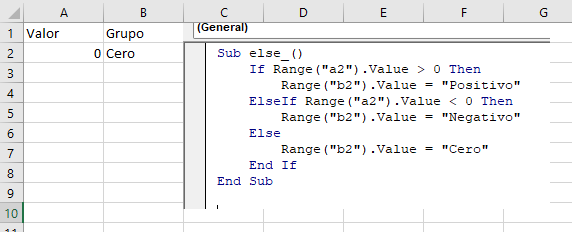 A B C D E F G
1 Valor Grupo
(General)
2 0 Cero
Sub else_()
3
If Range("a2").Value > 0 Then
4
Range("b2").Value = "Positivo"
ElseIf Range("a2").Value < 0 Then
5
Range("b2").Value = "Negativo"
6
Else
7
Range("b2").Value = "Cero"
8
End If
End Sub
9
10
11